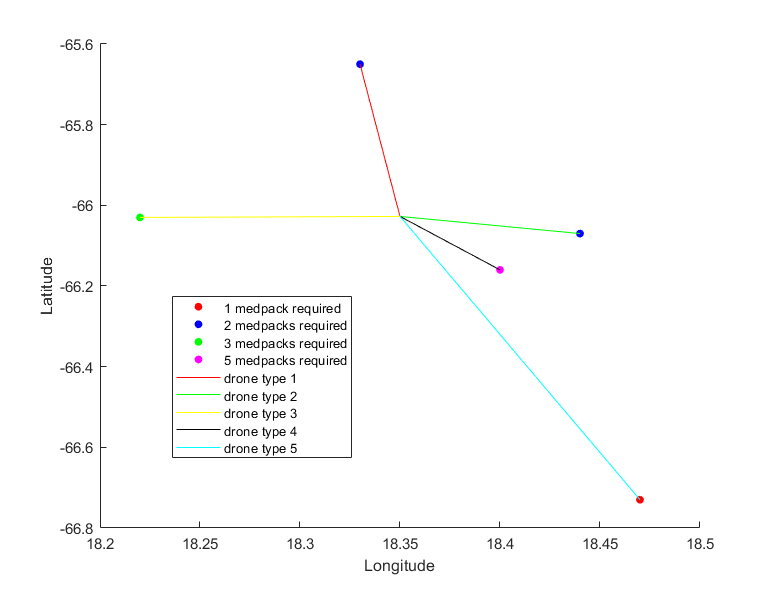 -65.6
-65.8
-66
-66.2
-66.4
-66.6
-66.8
Latitude
1 medpack required
2 medpacks required
3 medpacks required
5 medpacks required
drone type 1
drone type 2
drone type 3
drone type 4
drone type 5
18.2 18.25 18.3 18.35 18.4 18.45 18.5
Longitude